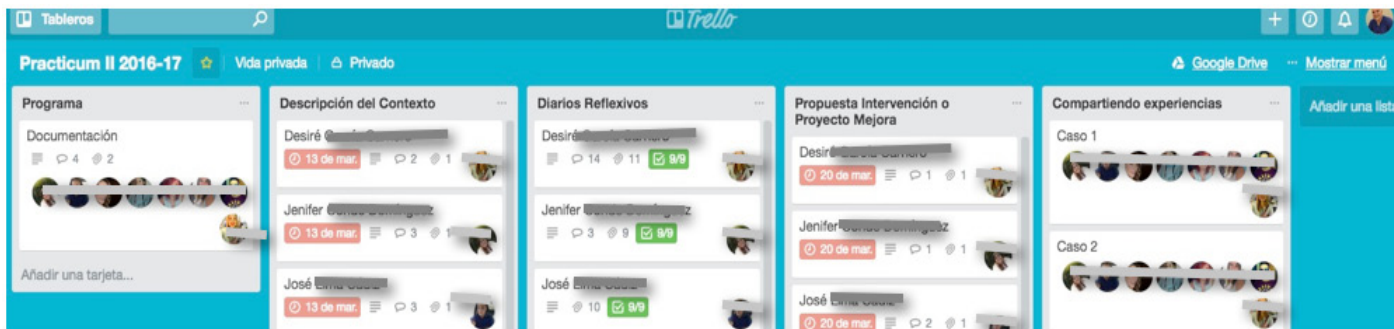 Tableros
Trello
Practicum II 2016-17
Vida privada
Privado
Google Drive
··· Mostrar menú
Programa
Documentación
4
2
Añadir una tarjeta...
Descripción del Contexto
Desiré
13 de mar.
2
1
Jenifer
13 de mar.
3
1
José
13 de mar.
3
1
Diarios Reflexivos
Desiré
14
11
9/9
Jenifer
3
9
9/9
José
10
9/9
Propuesta Intervención o
Proyecto Mejora
Desiré
20 de mar.
1
1
Jenifer
20 de mar.
1
1
José
20 de mar.
2
1
Compartiendo experiencias
Caso 1
Caso 2
Añadir una lista